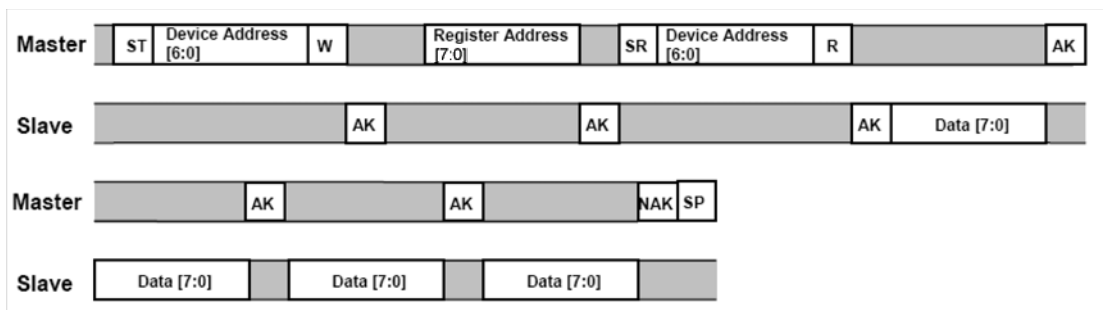 Master ST Device Address [6:0] W Register Address [7:0] SR Device Address [6:0] R AK
Slave AK AK AK Data [7:0]
Master AK AK NAK SP
Slave Data [7:0] Data [7:0] Data [7:0]